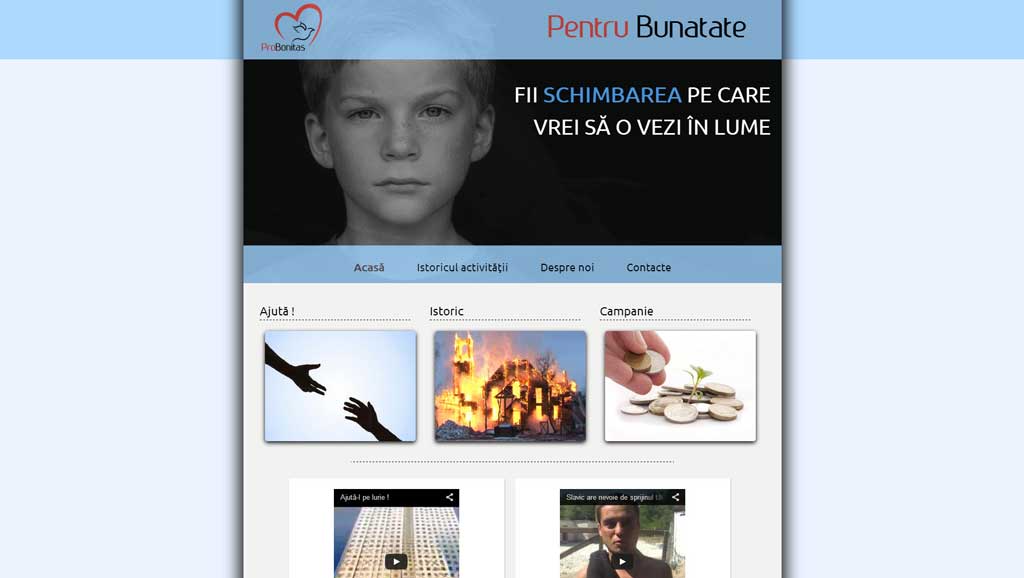 ProBonitas
Pentru Bunatate
FII SCHIMBAREA PE CARE
VREI SĂ O VEZI ÎN LUME
Acasă Istoricul activității Despre noi Contacte
Ajută ! Istoric Campanie
Ajută-l pe Iurie ! Slavic are nevoie de sprijinul